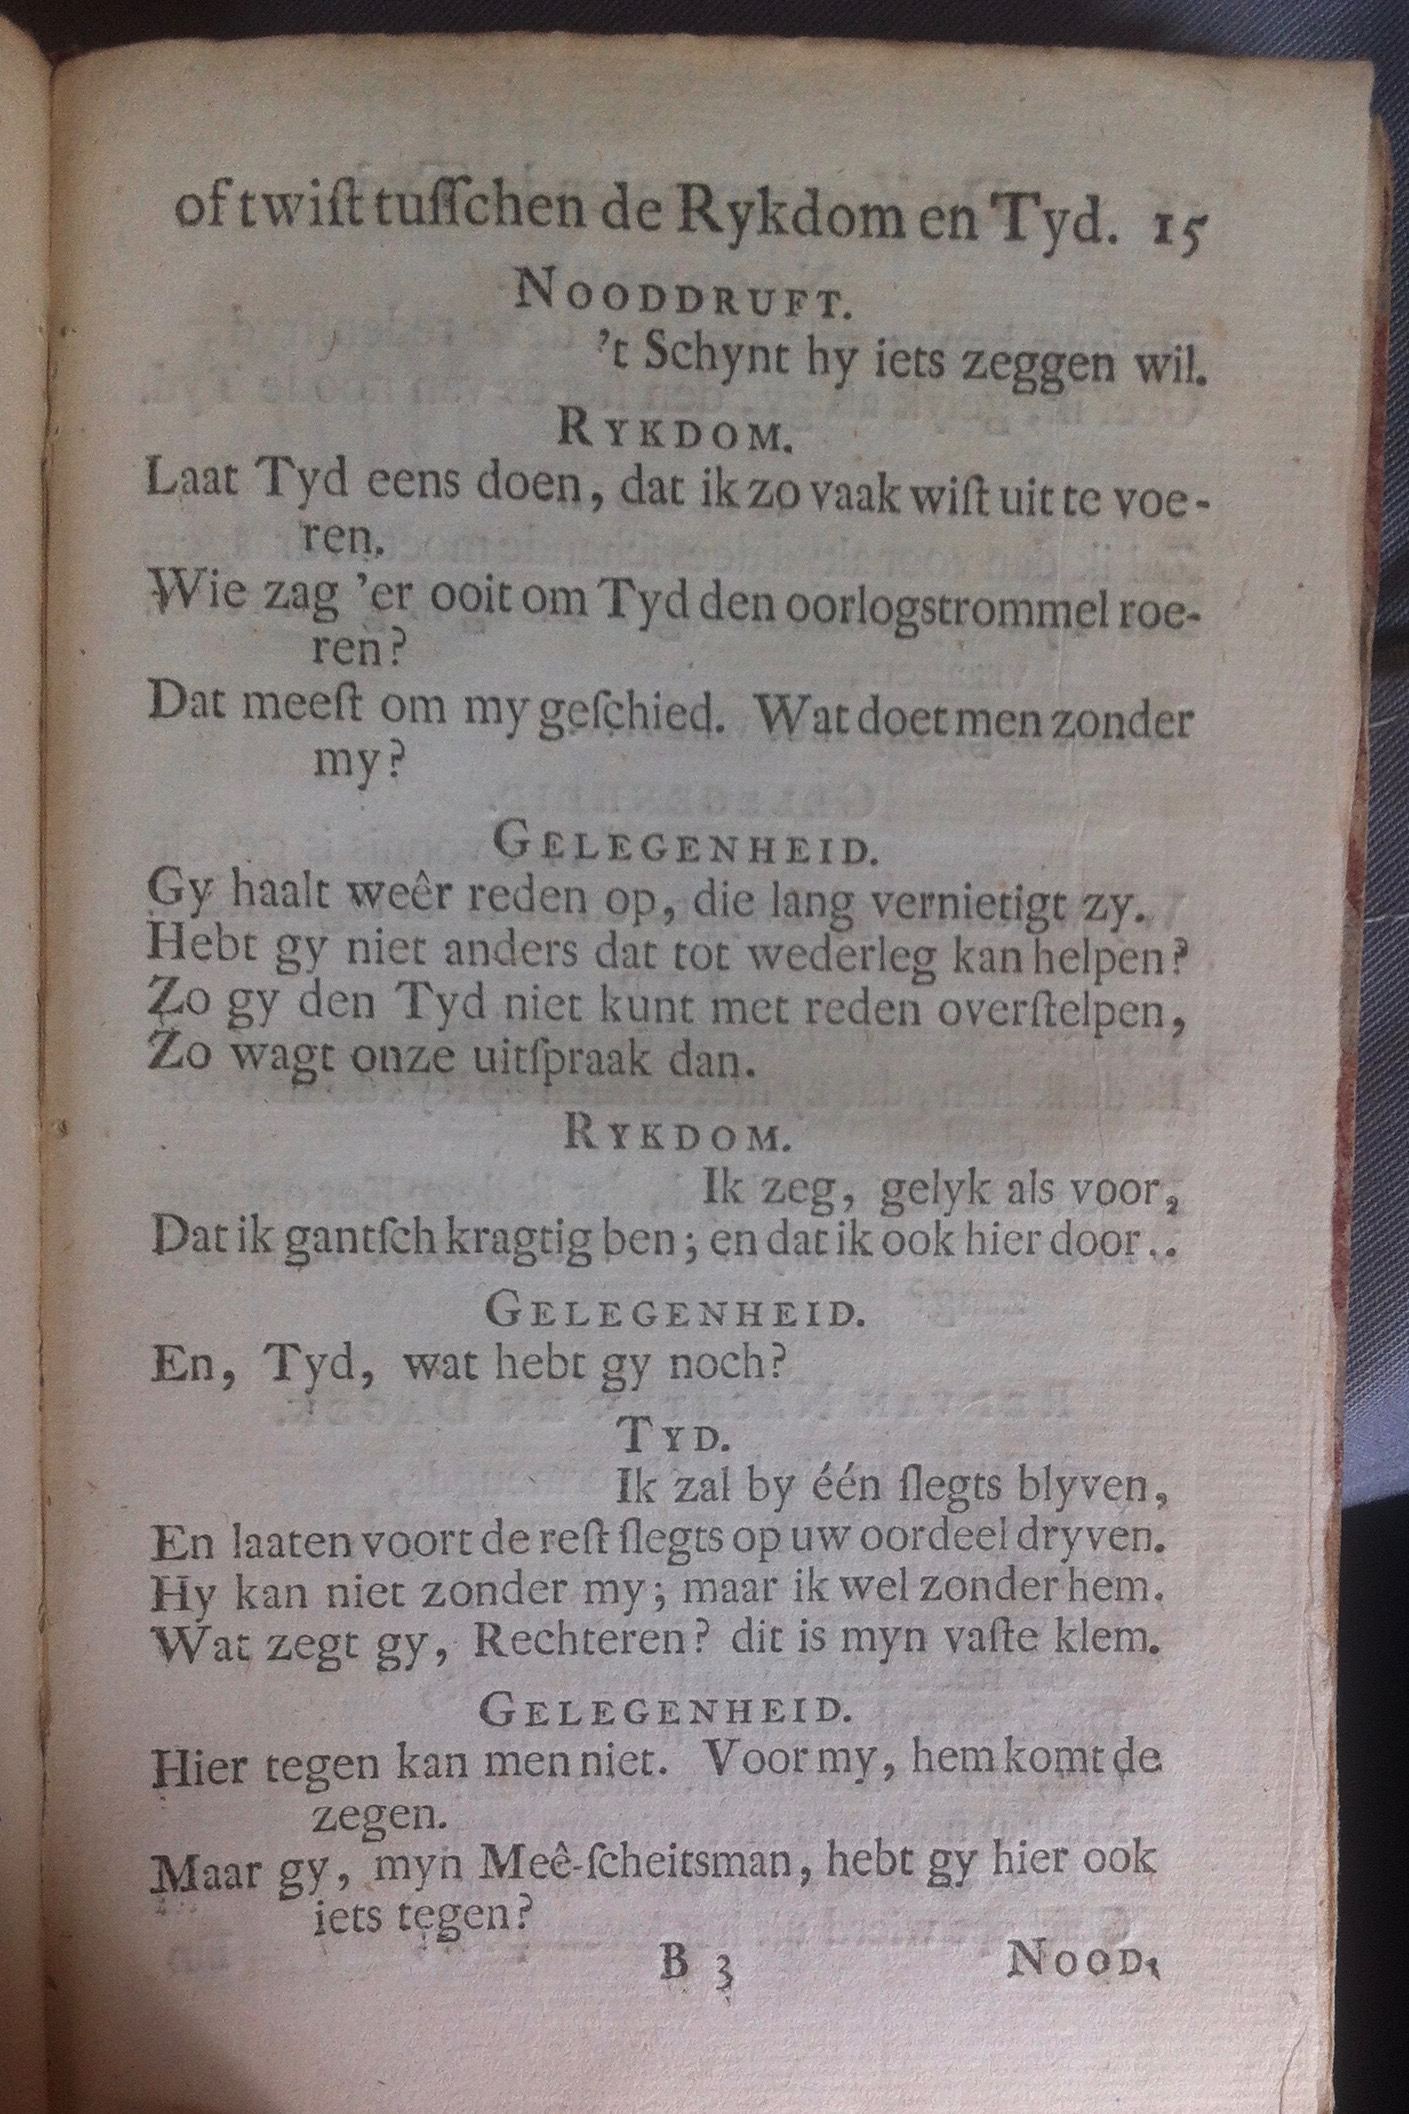 of twiſt tuſſchen de Rykdom en Tyd. 15
NOODDRUFT.
't Schynt hy iets zeggen wil.
RYKDOM.
Laat Tyd eens doen, dat ik zo vaak wiſt uit te voe-
ren.
Wie zag 'er ooit om Tyd den oorlogstrommel roe-
ren?
Dat meeſt om my geſchied. Wat doet men zonder
my?
GELEGENHEID.
Gy haalt weêr reden op, die lang vernietigt zy.
Hebt gy niet anders dat tot wederleg kan helpen?
Zo gy den Tyd niet kunt met reden overſtelpen,
Zo wagt onze uitſpraak dan.
RYKDOM.
Ik zeg, gelyk als voor,
Dat ik gantſch kragtig ben; en dat ik ook hier door..
GELEGENHEID.
En, Tyd, wat hebt gy noch?
TYD.
Ik zal by één ſlegts blyven,
En laaten voort de reſt ſlegts op uw oordeel dryven.
Hy kan niet zonder my; maar ik wel zonder hem.
Wat zegt gy, Rechteren? dit is myn vaſte klem.
GELEGENHEID.
Hier tegen kan men niet. Voor my, hem komt de
zegen.
Maar gy, myn Meê-ſcheitsman, hebt gy hier ook
iets tegen?
B 3 NOOD-